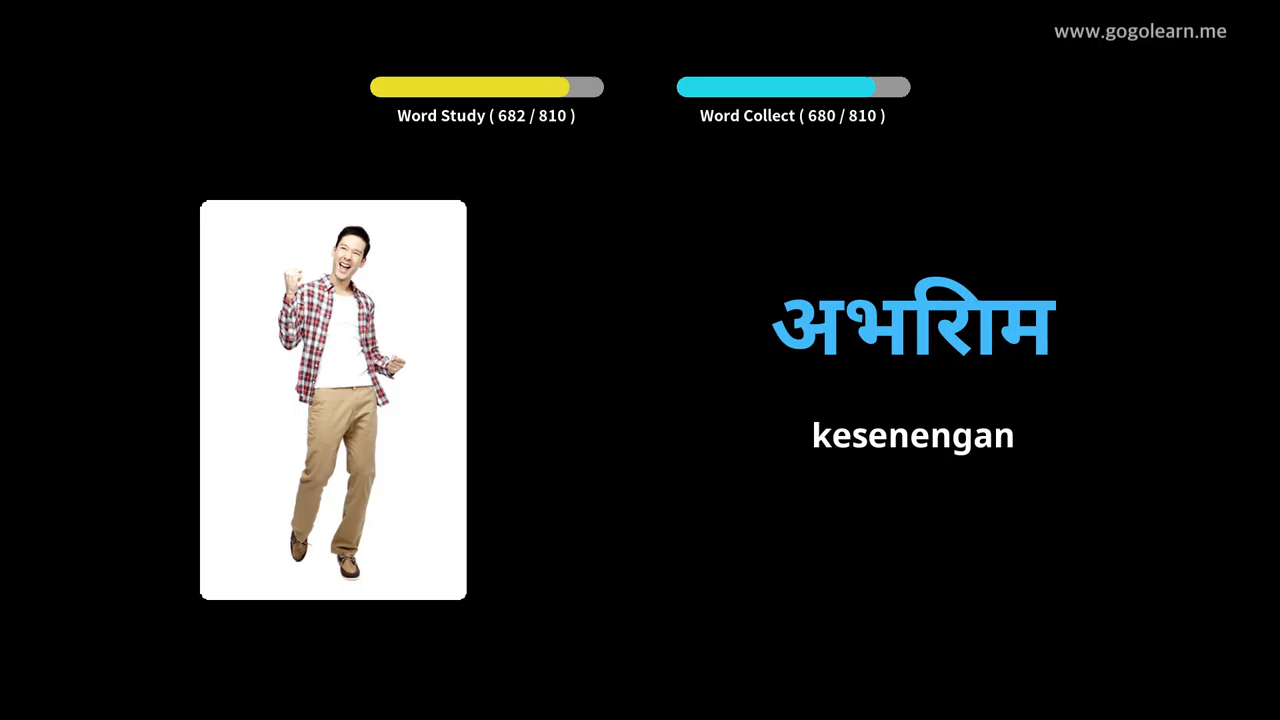 www.gogolearn.me
Word Study ( 682 / 810 )
Word Collect ( 680 / 810 )
अभरिाम
kesenengan